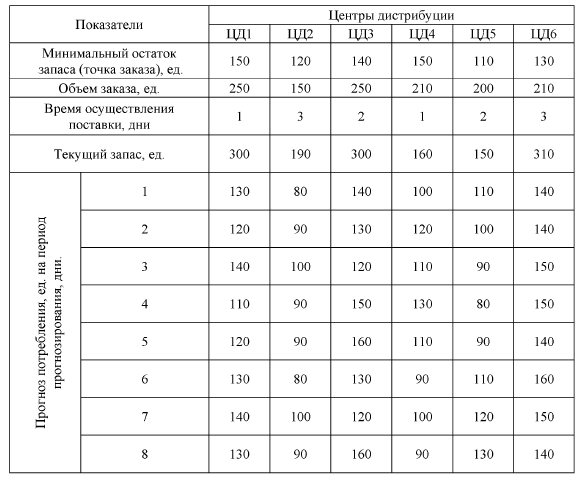 Показатели
Центры дистрибуции
ЦД1 ЦД2 ЦД3 ЦД4 ЦД5 ЦД6
Минимальный остаток
запаса (точка заказа), ед.
150 120 140 150 110 130
Объем заказа, ед. 250 150 250 210 200 210
Время осуществления
поставки, дни
1 3 2 1 2 3
Текущий запас, ед. 300 190 300 160 150 310
Прогноз потребления, ед. на период
прогнозирования, дни.
1 130 80 140 100 110 140
2 120 90 130 120 100 140
3 140 100 120 110 90 150
4 110 90 150 130 80 150
5 120 90 160 110 90 140
6 130 80 130 90 110 160
7 140 100 120 100 120 150
8 130 90 160 90 130 140